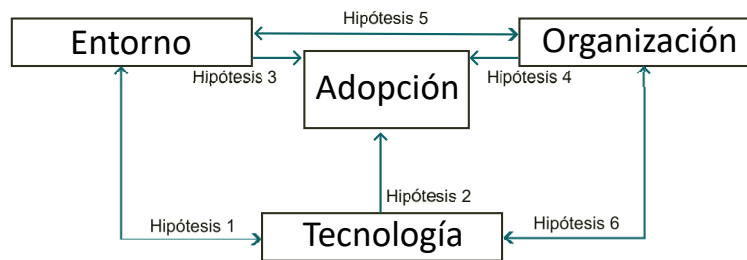 Hipótesis 5
Entorno
Organización
Hipótesis 3
Adopción
Hipótesis 4
Hipótesis 2
Hipótesis 1
Tecnología
Hipótesis 6